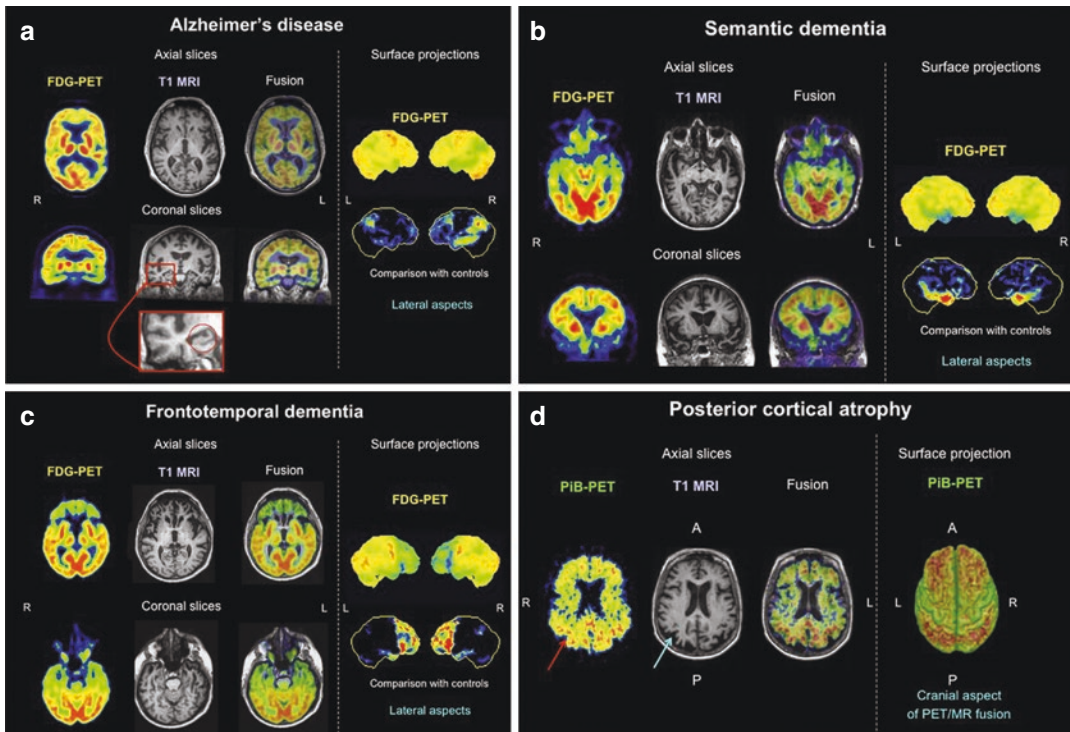 a
Alzheimer's disease
Axial slices
Surface projections
FDG-PET
T1 MRI
Fusion
FDG-PET
R
L
L
R
Coronal slices
Comparison with controls
Lateral aspects
b
Semantic dementia
Axial slices
Surface projections
FDG-PET
T1 MRI
Fusion
FDG-PET
R
L
L
R
Coronal slices
Comparison with controls
Lateral aspects
c
Frontotemporal dementia
Axial slices
Surface projections
FDG-PET
T1 MRI
Fusion
FDG-PET
R
L
L
R
Coronal slices
Comparison with controls
Lateral aspects
d
Posterior cortical atrophy
Axial slices
Surface projection
PiB-PET
T1 MRI
Fusion
PiB-PET
A
A
R
L
L
R
P
P
Cranial aspect
of PET/MR fusion